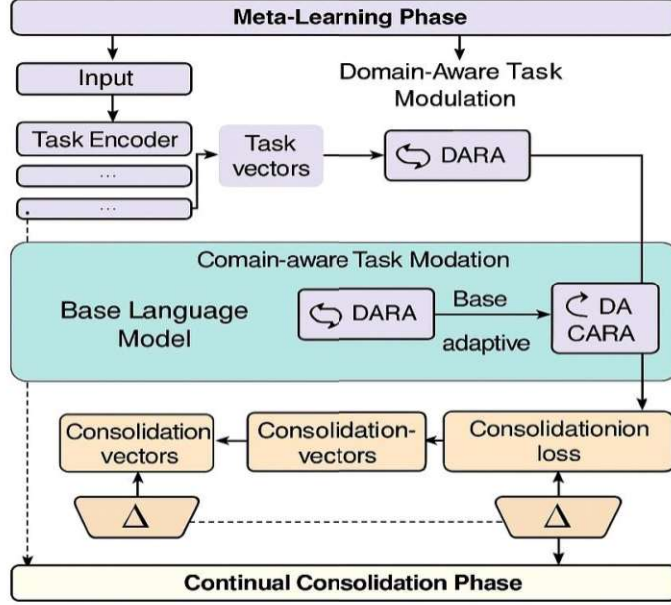 Meta-Learning Phase
Input
Domain-Aware Task
Modulation
Task Encoder
...
...
Task
vectors
DARA
Comain-aware Task Modation
Base Language
Model
DARA
Base
adaptive
DA
CARA
Consolidation
vectors
Consolidation-
vectors
Consolidationion
loss
Δ
Δ
Continual Consolidation Phase